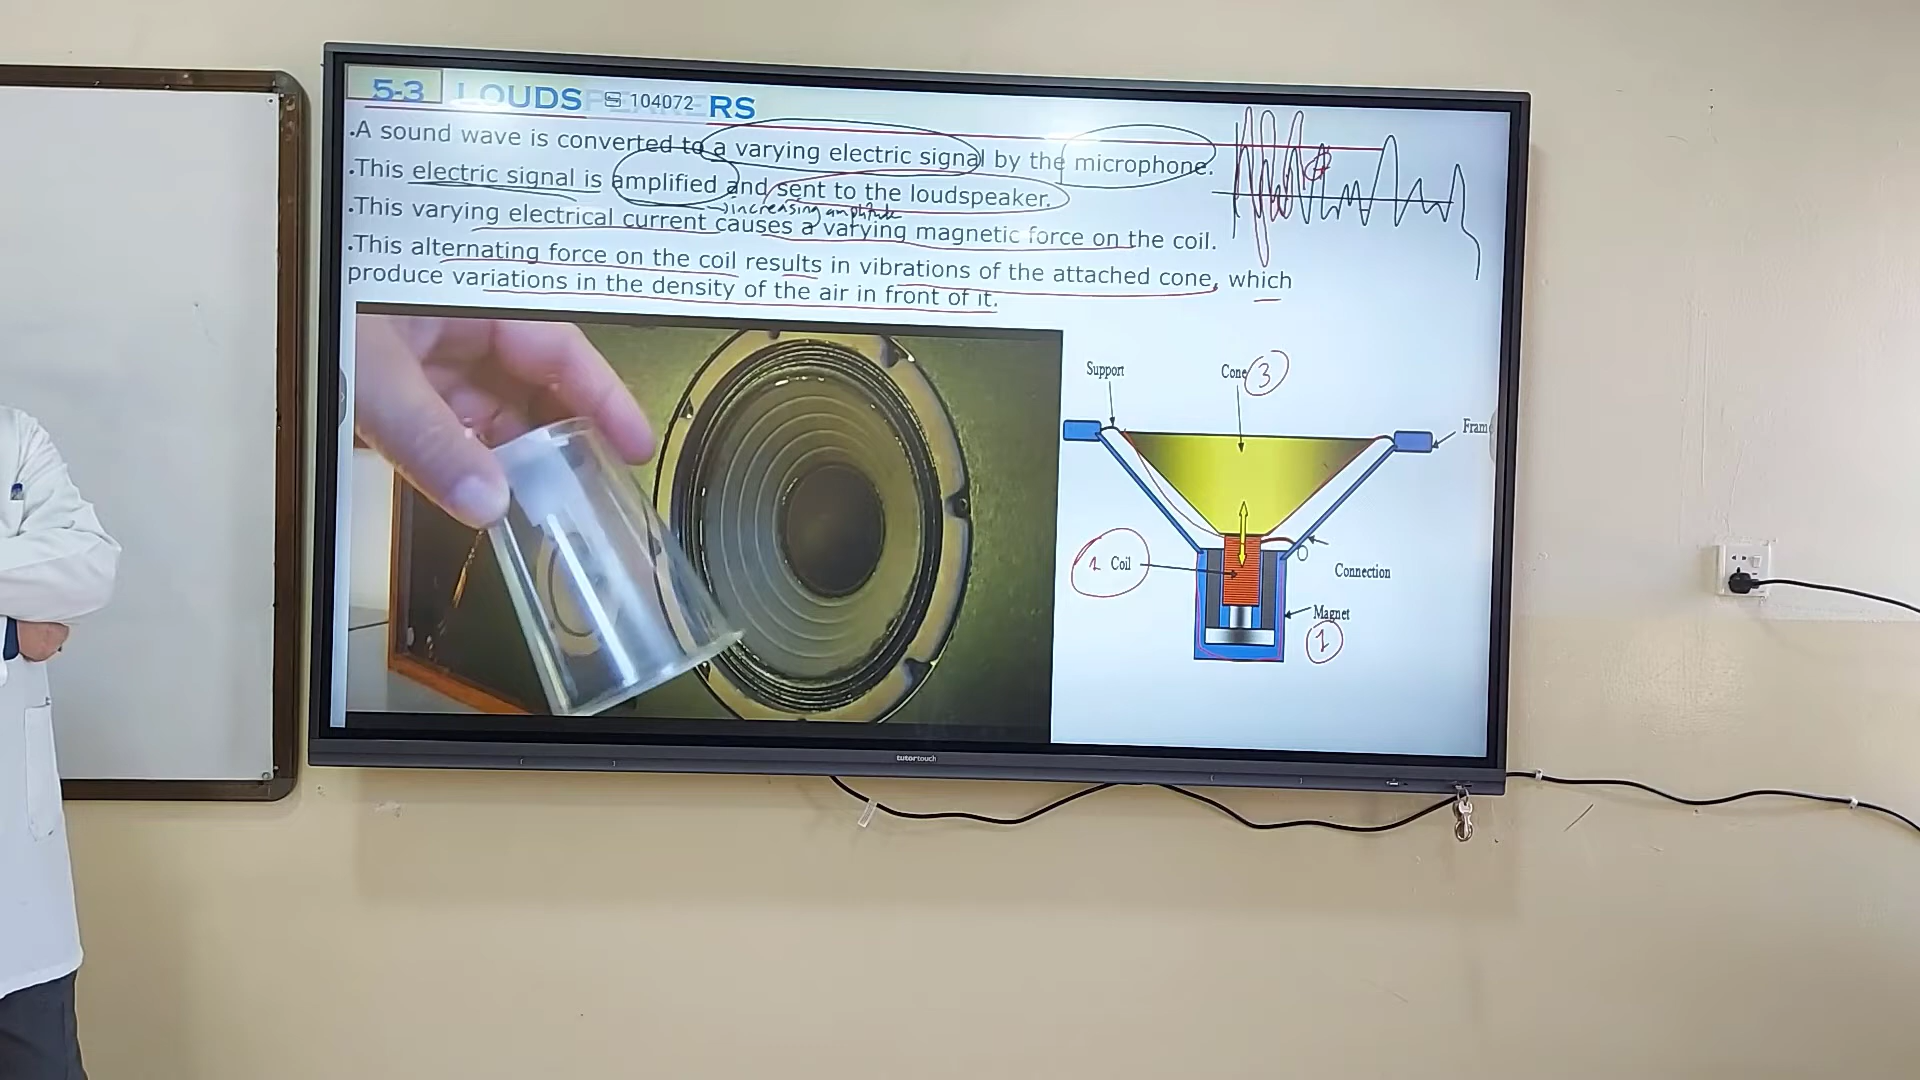 5-3 LOUDSPEAKERS
104072
.A sound wave is converted to a varying electric signal by the microphone.
.This electric signal is amplified and sent to the loudspeaker.
→increasing amplitude
.This varying electrical current causes a varying magnetic force on the coil.
.This alternating force on the coil results in vibrations of the attached cone, which
produce variations in the density of the air in front of it.
Support
Cone 3
Frame
1 Coil
Connection
Magnet
1
tutortouch